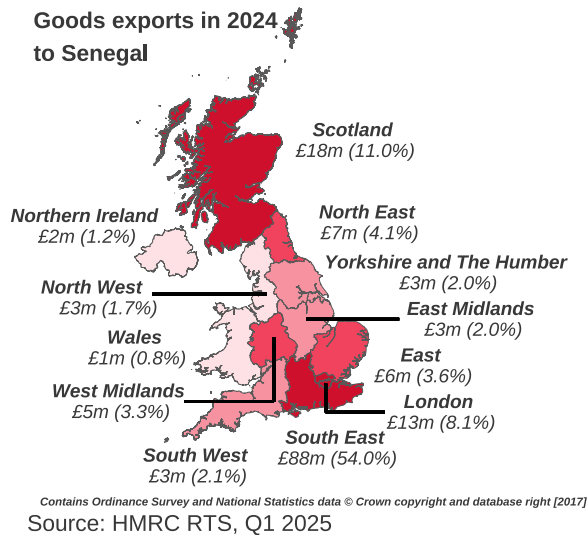 Goods exports in 2024
to Senegal
Scotland
£18m (11.0%)
Northern Ireland
£2m (1.2%)
North East
£7m (4.1%)
Yorkshire and The Humber
£3m (2.0%)
North West
£3m (1.7%)
East Midlands
£3m (2.0%)
Wales
£1m (0.8%)
East
£6m (3.6%)
West Midlands
£5m (3.3%)
London
£13m (8.1%)
South East
£88m (54.0%)
South West
£3m (2.1%)
Contains Ordinance Survey and National Statistics data © Crown copyright and database right [2017]
Source: HMRC RTS, Q1 2025